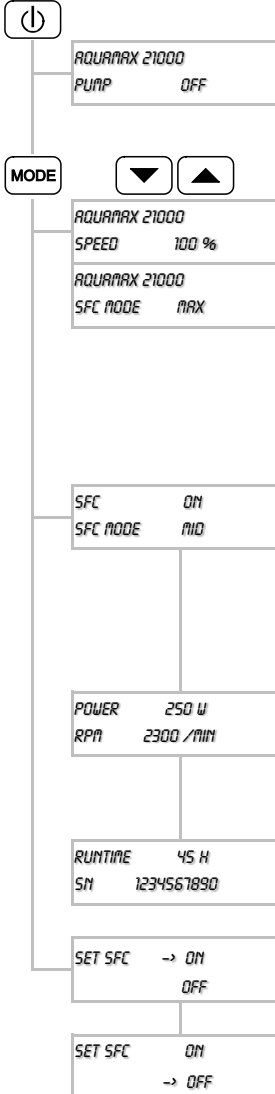 AQUAMAX 21000
PUMP OFF
MODE
AQUAMAX 21000
SPEED 100 %
AQUAMAX 21000
SFC MODE MAX
SFC ON
SFC MODE MID
POWER 250 W
RPM 2300 /MIN
RUNTIME 45 H
SN 1234567890
SET SFC -> ON
OFF
SET SFC ON
-> OFF